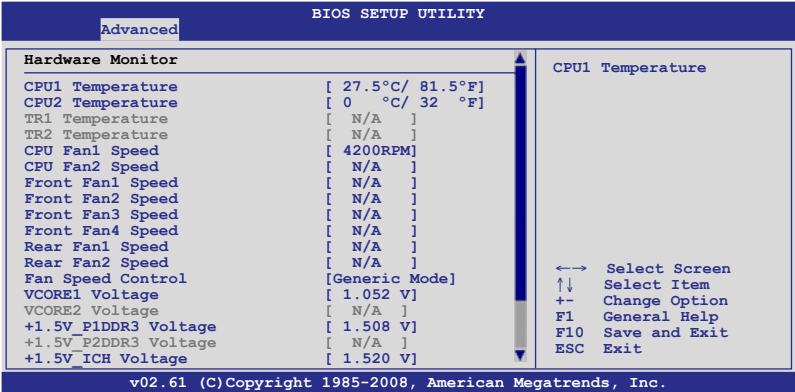 BIOS SETUP UTILITY
Advanced
Hardware Monitor
CPU1 Temperature [ 27.5°C/ 81.5°F]
CPU2 Temperature [ 0 °C/ 32 °F]
TR1 Temperature [ N/A ]
TR2 Temperature [ N/A ]
CPU Fan1 Speed [ 4200RPM]
CPU Fan2 Speed [ N/A ]
Front Fan1 Speed [ N/A ]
Front Fan2 Speed [ N/A ]
Front Fan3 Speed [ N/A ]
Front Fan4 Speed [ N/A ]
Rear Fan1 Speed [ N/A ]
Rear Fan2 Speed [ N/A ]
Fan Speed Control [Generic Mode]
VCORE1 Voltage [ 1.052 V]
VCORE2 Voltage [ N/A ]
+1.5V_P1DDR3 Voltage [ 1.508 V]
+1.5V_P2DDR3 Voltage [ N/A ]
+1.5V_ICH Voltage [ 1.520 V]
CPU1 Temperature
←→ Select Screen
↑↓ Select Item
+- Change Option
F1 General Help
F10 Save and Exit
ESC Exit
v02.61 (C)Copyright 1985-2008, American Megatrends, Inc.